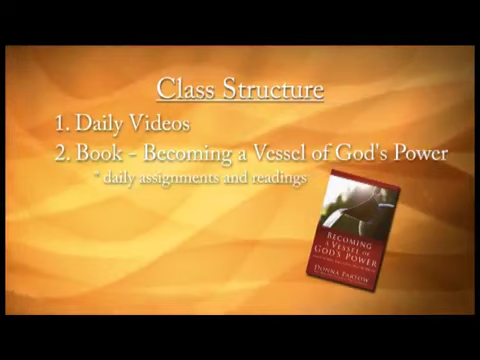 Class Structure
1. Daily Videos
2. Book - Becoming a Vessel of God's Power
* daily assignments and readings
BECOMING
A VESSEL OF
GOD'S POWER
DONNA PARTOW